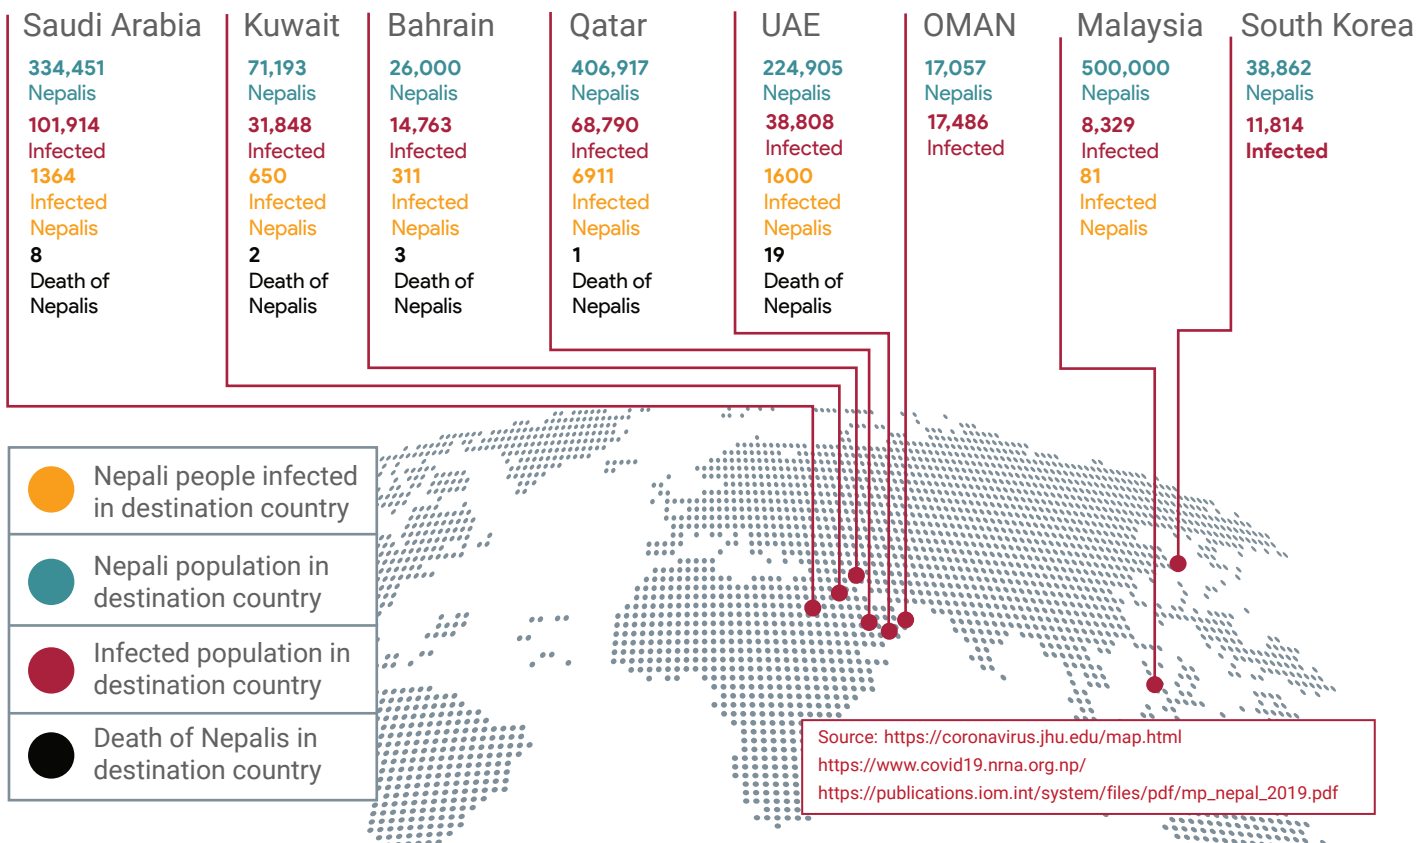 Saudi Arabia
334,451
Nepalis
101,914
Infected
1364
Infected
Nepalis
8
Death of
Nepalis
Kuwait
71,193
Nepalis
31,848
Infected
650
Infected
Nepalis
2
Death of
Nepalis
Bahrain
26,000
Nepalis
14,763
Infected
311
Infected
Nepalis
3
Death of
Nepalis
Qatar
406,917
Nepalis
68,790
Infected
6911
Infected
Nepalis
1
Death of
Nepalis
UAE
224,905
Nepalis
38,808
Infected
1600
Infected
Nepalis
19
Death of
Nepalis
OMAN
17,057
Nepalis
17,486
Infected
Malaysia
500,000
Nepalis
8,329
Infected
81
Infected
Nepalis
South Korea
38,862
Nepalis
11,814
Infected
Nepali people infected
in destination country
Nepali population in
destination country
Infected population in
destination country
Death of Nepalis in
destination country
Source: https://coronavirus.jhu.edu/map.html
https://www.covid19.nrna.org.np/
https://publications.iom.int/system/files/pdf/mp_nepal_2019.pdf